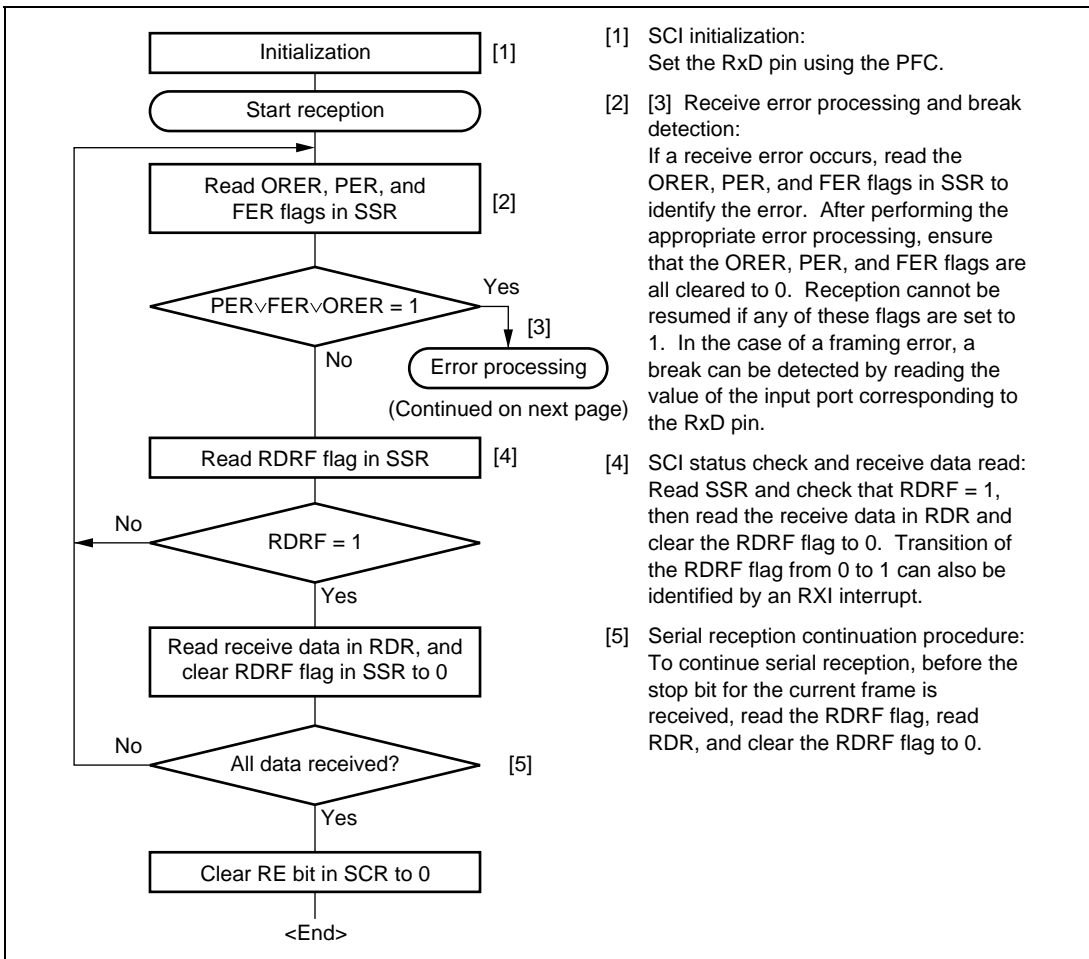 Initialization
[1]
Start reception
Read ORER, PER, and
FER flags in SSR
[2]
PER∨FER∨ORER = 1
Yes
[3]
No
Error processing
(Continued on next page)
Read RDRF flag in SSR
[4]
No
RDRF = 1
Yes
Read receive data in RDR, and
clear RDRF flag in SSR to 0
No
All data received?
[5]
Yes
Clear RE bit in SCR to 0
<End>
[1] SCI initialization:
Set the RxD pin using the PFC.
[2] [3] Receive error processing and break
detection:
If a receive error occurs, read the
ORER, PER, and FER flags in SSR to
identify the error. After performing the
appropriate error processing, ensure
that the ORER, PER, and FER flags are
all cleared to 0. Reception cannot be
resumed if any of these flags are set to
1. In the case of a framing error, a
break can be detected by reading the
value of the input port corresponding to
the RxD pin.
[4] SCI status check and receive data read:
Read SSR and check that RDRF = 1,
then read the receive data in RDR and
clear the RDRF flag to 0. Transition of
the RDRF flag from 0 to 1 can also be
identified by an RXI interrupt.
[5] Serial reception continuation procedure:
To continue serial reception, before the
stop bit for the current frame is
received, read the RDRF flag, read
RDR, and clear the RDRF flag to 0.